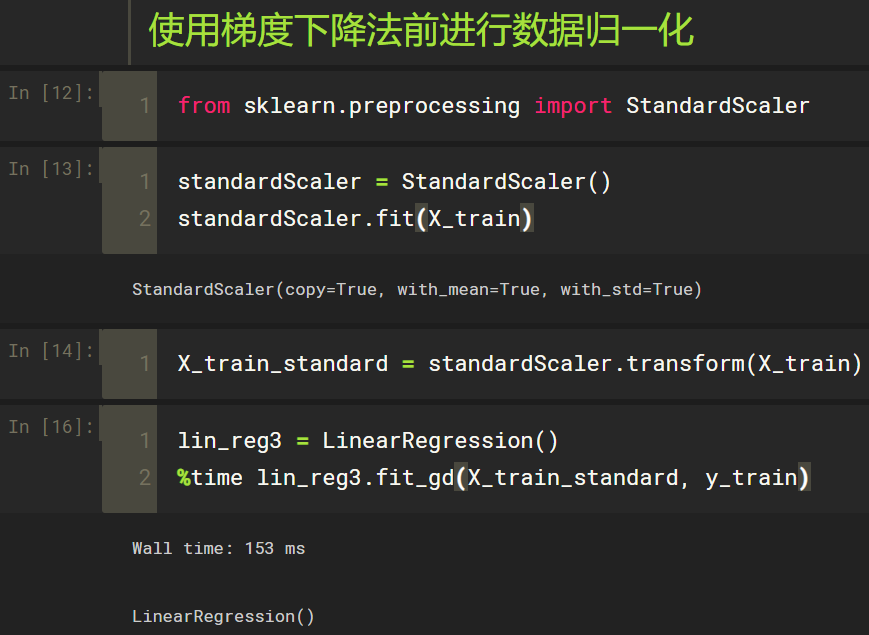 使用梯度下降法前进行数据归一化
In [12]:
1 from sklearn.preprocessing import StandardScaler
In [13]:
1 standardScaler = StandardScaler()
2 standardScaler.fit(X_train)
StandardScaler(copy=True, with_mean=True, with_std=True)
In [14]:
1 X_train_standard = standardScaler.transform(X_train)
In [16]:
1 lin_reg3 = LinearRegression()
2 %time lin_reg3.fit_gd(X_train_standard, y_train)
Wall time: 153 ms
LinearRegression()